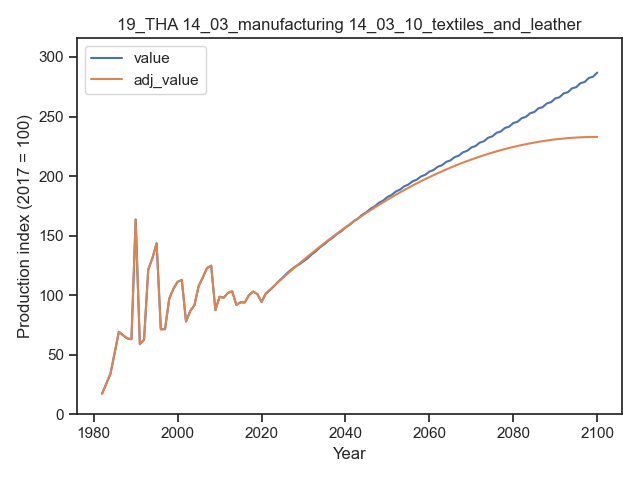 19_THA 14_03_manufacturing 14_03_10_textiles_and_leather
value
adj_value
Production index (2017 = 100)
300
250
200
150
100
50
0
1980 2000 2020 2040 2060 2080 2100
Year